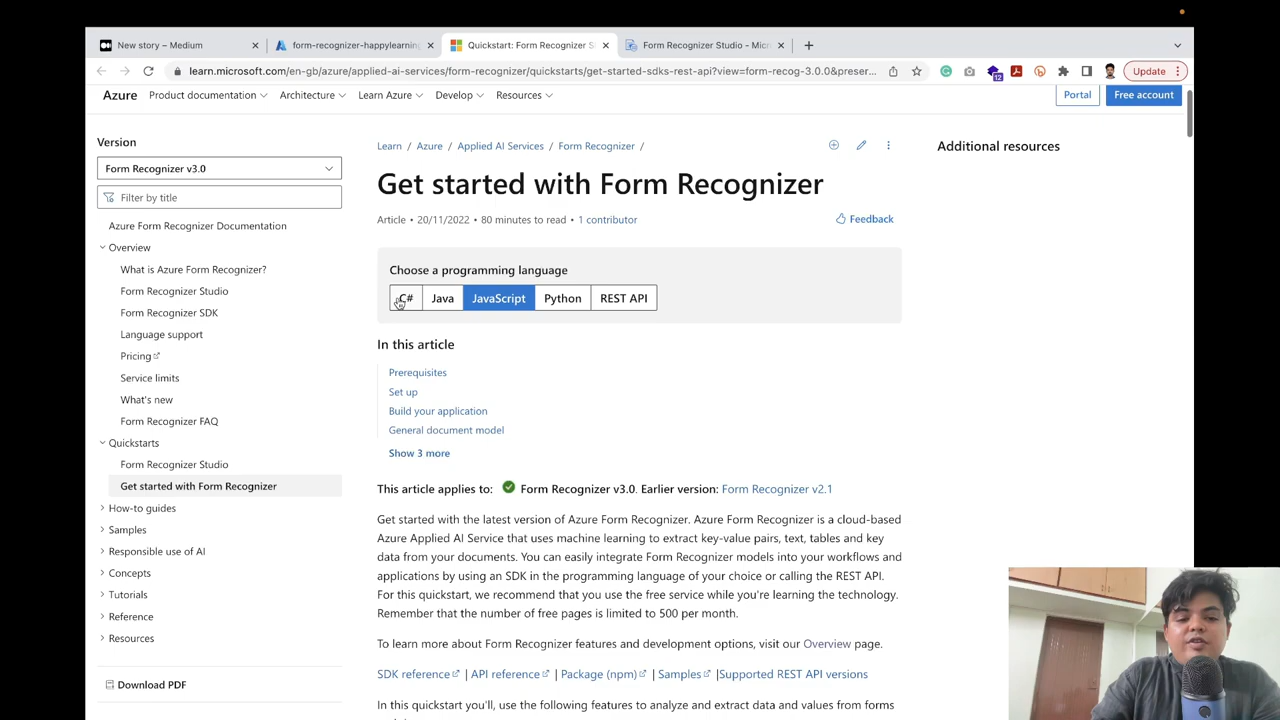 New story – Medium
form-recognizer-happylearning
Quickstart: Form Recognizer S
Form Recognizer Studio - Micr
learn.microsoft.com/en-gb/azure/applied-ai-services/form-recognizer/quickstarts/get-started-sdks-rest-api?view=form-recog-3.0.0&preser...
12
Update
Azure
Product documentation
Architecture
Learn Azure
Develop
Resources
Portal
Free account
Version
Form Recognizer v3.0
Filter by title
Azure Form Recognizer Documentation
Overview
What is Azure Form Recognizer?
Form Recognizer Studio
Form Recognizer SDK
Language support
Pricing
Service limits
What's new
Form Recognizer FAQ
Quickstarts
Form Recognizer Studio
Get started with Form Recognizer
How-to guides
Samples
Responsible use of AI
Concepts
Tutorials
Reference
Resources
Download PDF
Learn / Azure / Applied AI Services / Form Recognizer /
Get started with Form Recognizer
Article • 20/11/2022 • 80 minutes to read • 1 contributor
Feedback
Choose a programming language
C# Java JavaScript Python REST API
In this article
Prerequisites
Set up
Build your application
General document model
Show 3 more
This article applies to: Form Recognizer v3.0. Earlier version: Form Recognizer v2.1
Get started with the latest version of Azure Form Recognizer. Azure Form Recognizer is a cloud-based
Azure Applied AI Service that uses machine learning to extract key-value pairs, text, tables and key
data from your documents. You can easily integrate Form Recognizer models into your workflows and
applications by using an SDK in the programming language of your choice or calling the REST API.
For this quickstart, we recommend that you use the free service while you're learning the technology.
Remember that the number of free pages is limited to 500 per month.
To learn more about Form Recognizer features and development options, visit our Overview page.
SDK reference | API reference | Package (npm) | Samples |Supported REST API versions
In this quickstart you'll, use the following features to analyze and extract data and values from forms
Additional resources